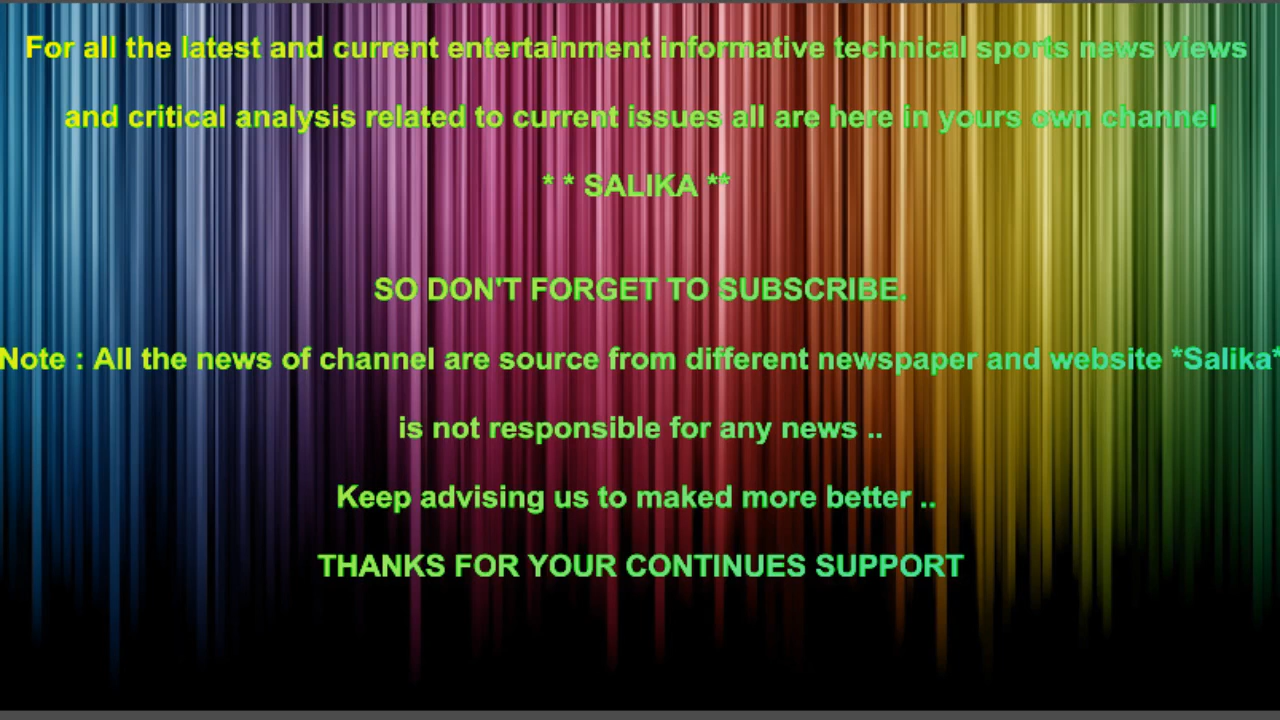 For all the latest and current entertainment informative technical sports news views
and critical analysis related to current issues all are here in yours own channel
* * SALIKA **
SO DON'T FORGET TO SUBSCRIBE.
Note : All the news of channel are source from different newspaper and website *Salika*
is not responsible for any news ..
Keep advising us to maked more better ..
THANKS FOR YOUR CONTINUES SUPPORT